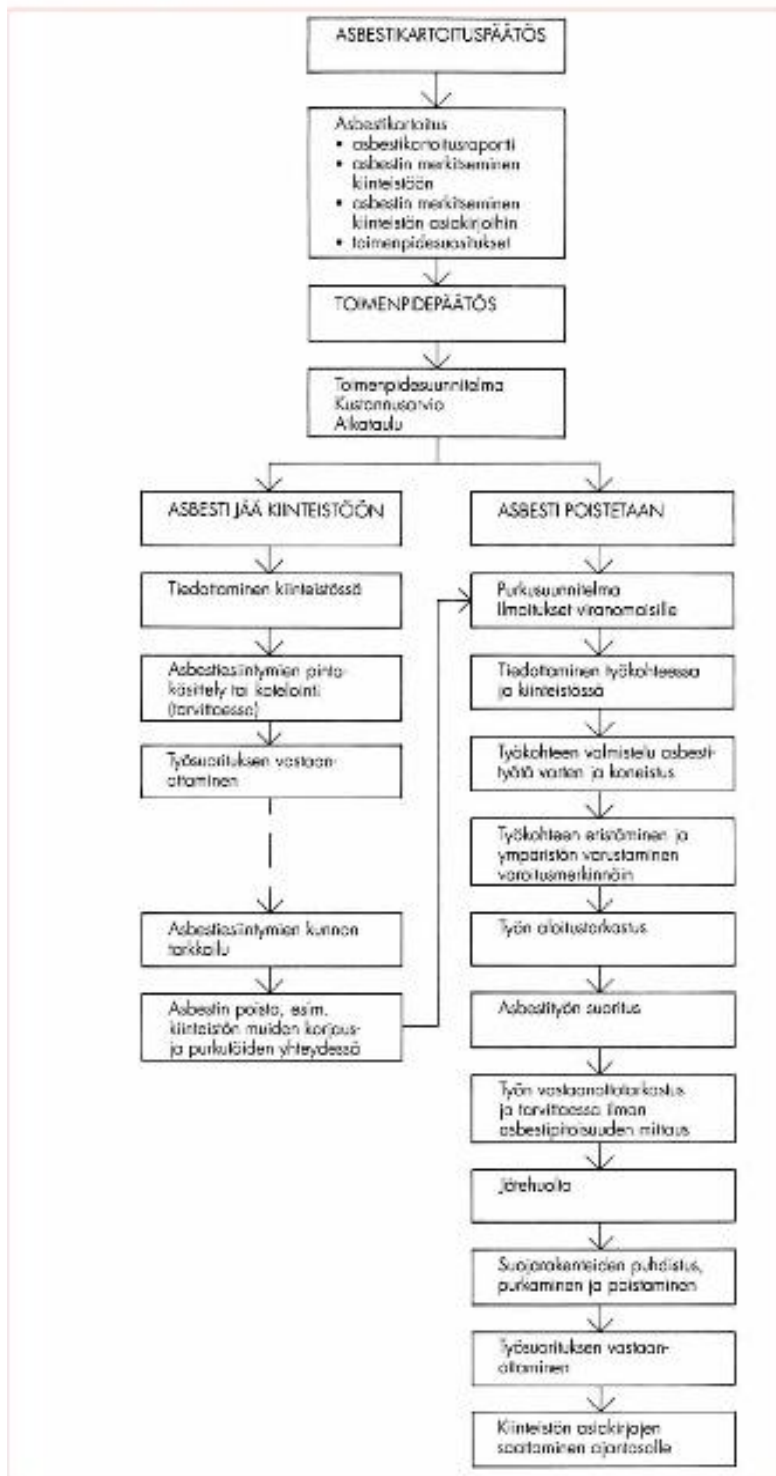 ASBESTIKARTOITUSPÄÄTÖS
Asbestikartoitus
• asbestikartoitusraportti
• asbestin merkitseminen
kiinteistöön
• asbestin merkitseminen
kiinteistön asiakirjoihin
• toimenpidesuositukset
TOIMENPIDEPÄÄTÖS
Toimenpidesuunnitelma
Kustannusarvio
Aikataulu
ASBESTI JÄÄ KIINTEISTÖÖN
Tiedottaminen kiinteistössä
Asbestiesiintymien pinta-
käsittely tai kotelointi
(tarvittaessa)
Työsuorituksen vastaan-
ottaminen
Asbestiesiintymien kunnon
tarkkailu
Asbestin poisto, esim.
kiinteistön muiden korjaus-
ja purkutöiden yhteydessä
ASBESTI POISTETAAN
Purkusuunnitelma
Ilmoitukset viranomaisille
Tiedottaminen työkohteessa
ja kiinteistössä
Työkohteen valmistelu asbesti-
työtä varten ja koneistus
Työkohteen eristäminen ja
ympäristön varustaminen
varoitusmerkinnöin
Työn aloitustarkastus
Asbestityön suoritus
Työn vastaanottotarkastus
ja tarvittaessa ilman
asbestipitoisuuden mittaus
Jätehuolto
Suojarakenteiden puhdistus,
purkaminen ja poistaminen
Työsuorituksen vastaan-
ottaminen
Kiinteistön asiakirjojen
saattaminen ajantasalle